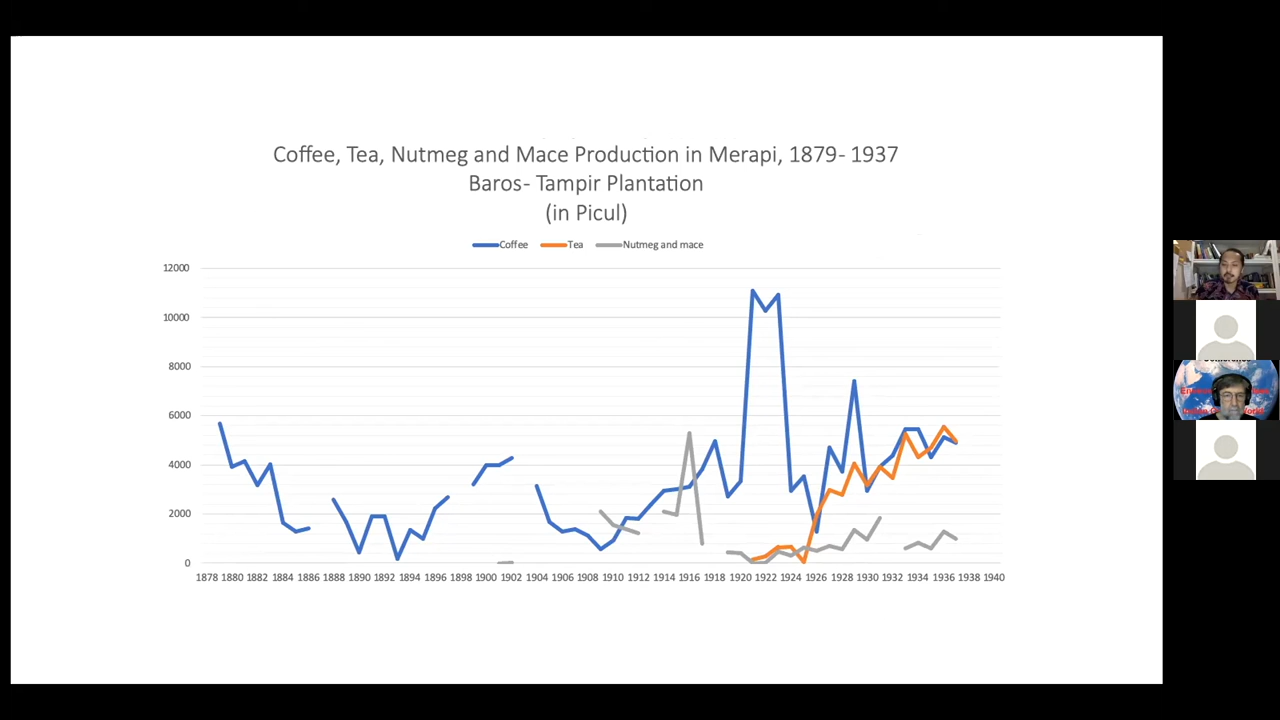 Coffee, Tea, Nutmeg and Mace Production in Merapi, 1879- 1937
Baros- Tampir Plantation
(in Picul)
Coffee Tea Nutmeg and mace
12000
10000
8000
6000
4000
2000
0
1878 1880 1882 1884 1886 1888 1890 1892 1894 1896 1898 1900 1902 1904 1906 1908 1910 1912 1914 1916 1918 1920 1922 1924 1926 1928 1930 1932 1934 1936 1938 1940